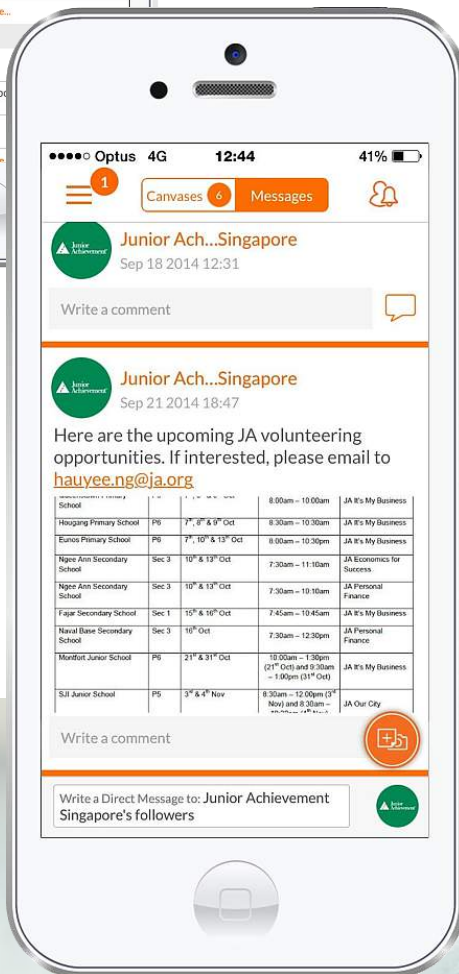 Optus 4G 12:44 41%
1
Canvases 6 Messages
Junior Achievement
Junior Ach...Singapore
Sep 18 2014 12:31
Write a comment
Junior Achievement
Junior Ach...Singapore
Sep 21 2014 18:47
Here are the upcoming JA volunteering
opportunities. If interested, please email to
hauyee.ng@ja.org
School 8:00am – 10:00am JA It's My Business
Hougang Primary School P6 7th, 8th & 9th Oct 8:30am – 10:30am JA It's My Business
Eunos Primary School P6 7th, 10th & 13th Oct 8:00am – 10:30pm JA It's My Business
Ngee Ann Secondary School Sec 3 10th & 13th Oct 7:30am – 11:10am JA Economics for Success
Ngee Ann Secondary School Sec 3 10th & 13th Oct 7:30am – 10:10am JA Personal Finance
Fajar Secondary School Sec 1 15th & 16th Oct 7:45am – 10:45am JA It's My Business
Naval Base Secondary School Sec 3 16th Oct 7:30am – 12:30pm JA Personal Finance
Montfort Junior School P6 21st & 31st Oct 10:00am – 1:30pm (21st Oct) and 9:30am – 1:00pm (31st Oct) JA It's My Business
SJI Junior School P5 3rd & 4th Nov 8:30am – 12:00pm (3rd Nov) and 8:30am – JA Our City
Write a comment
Write a Direct Message to: Junior Achievement
Singapore's followers